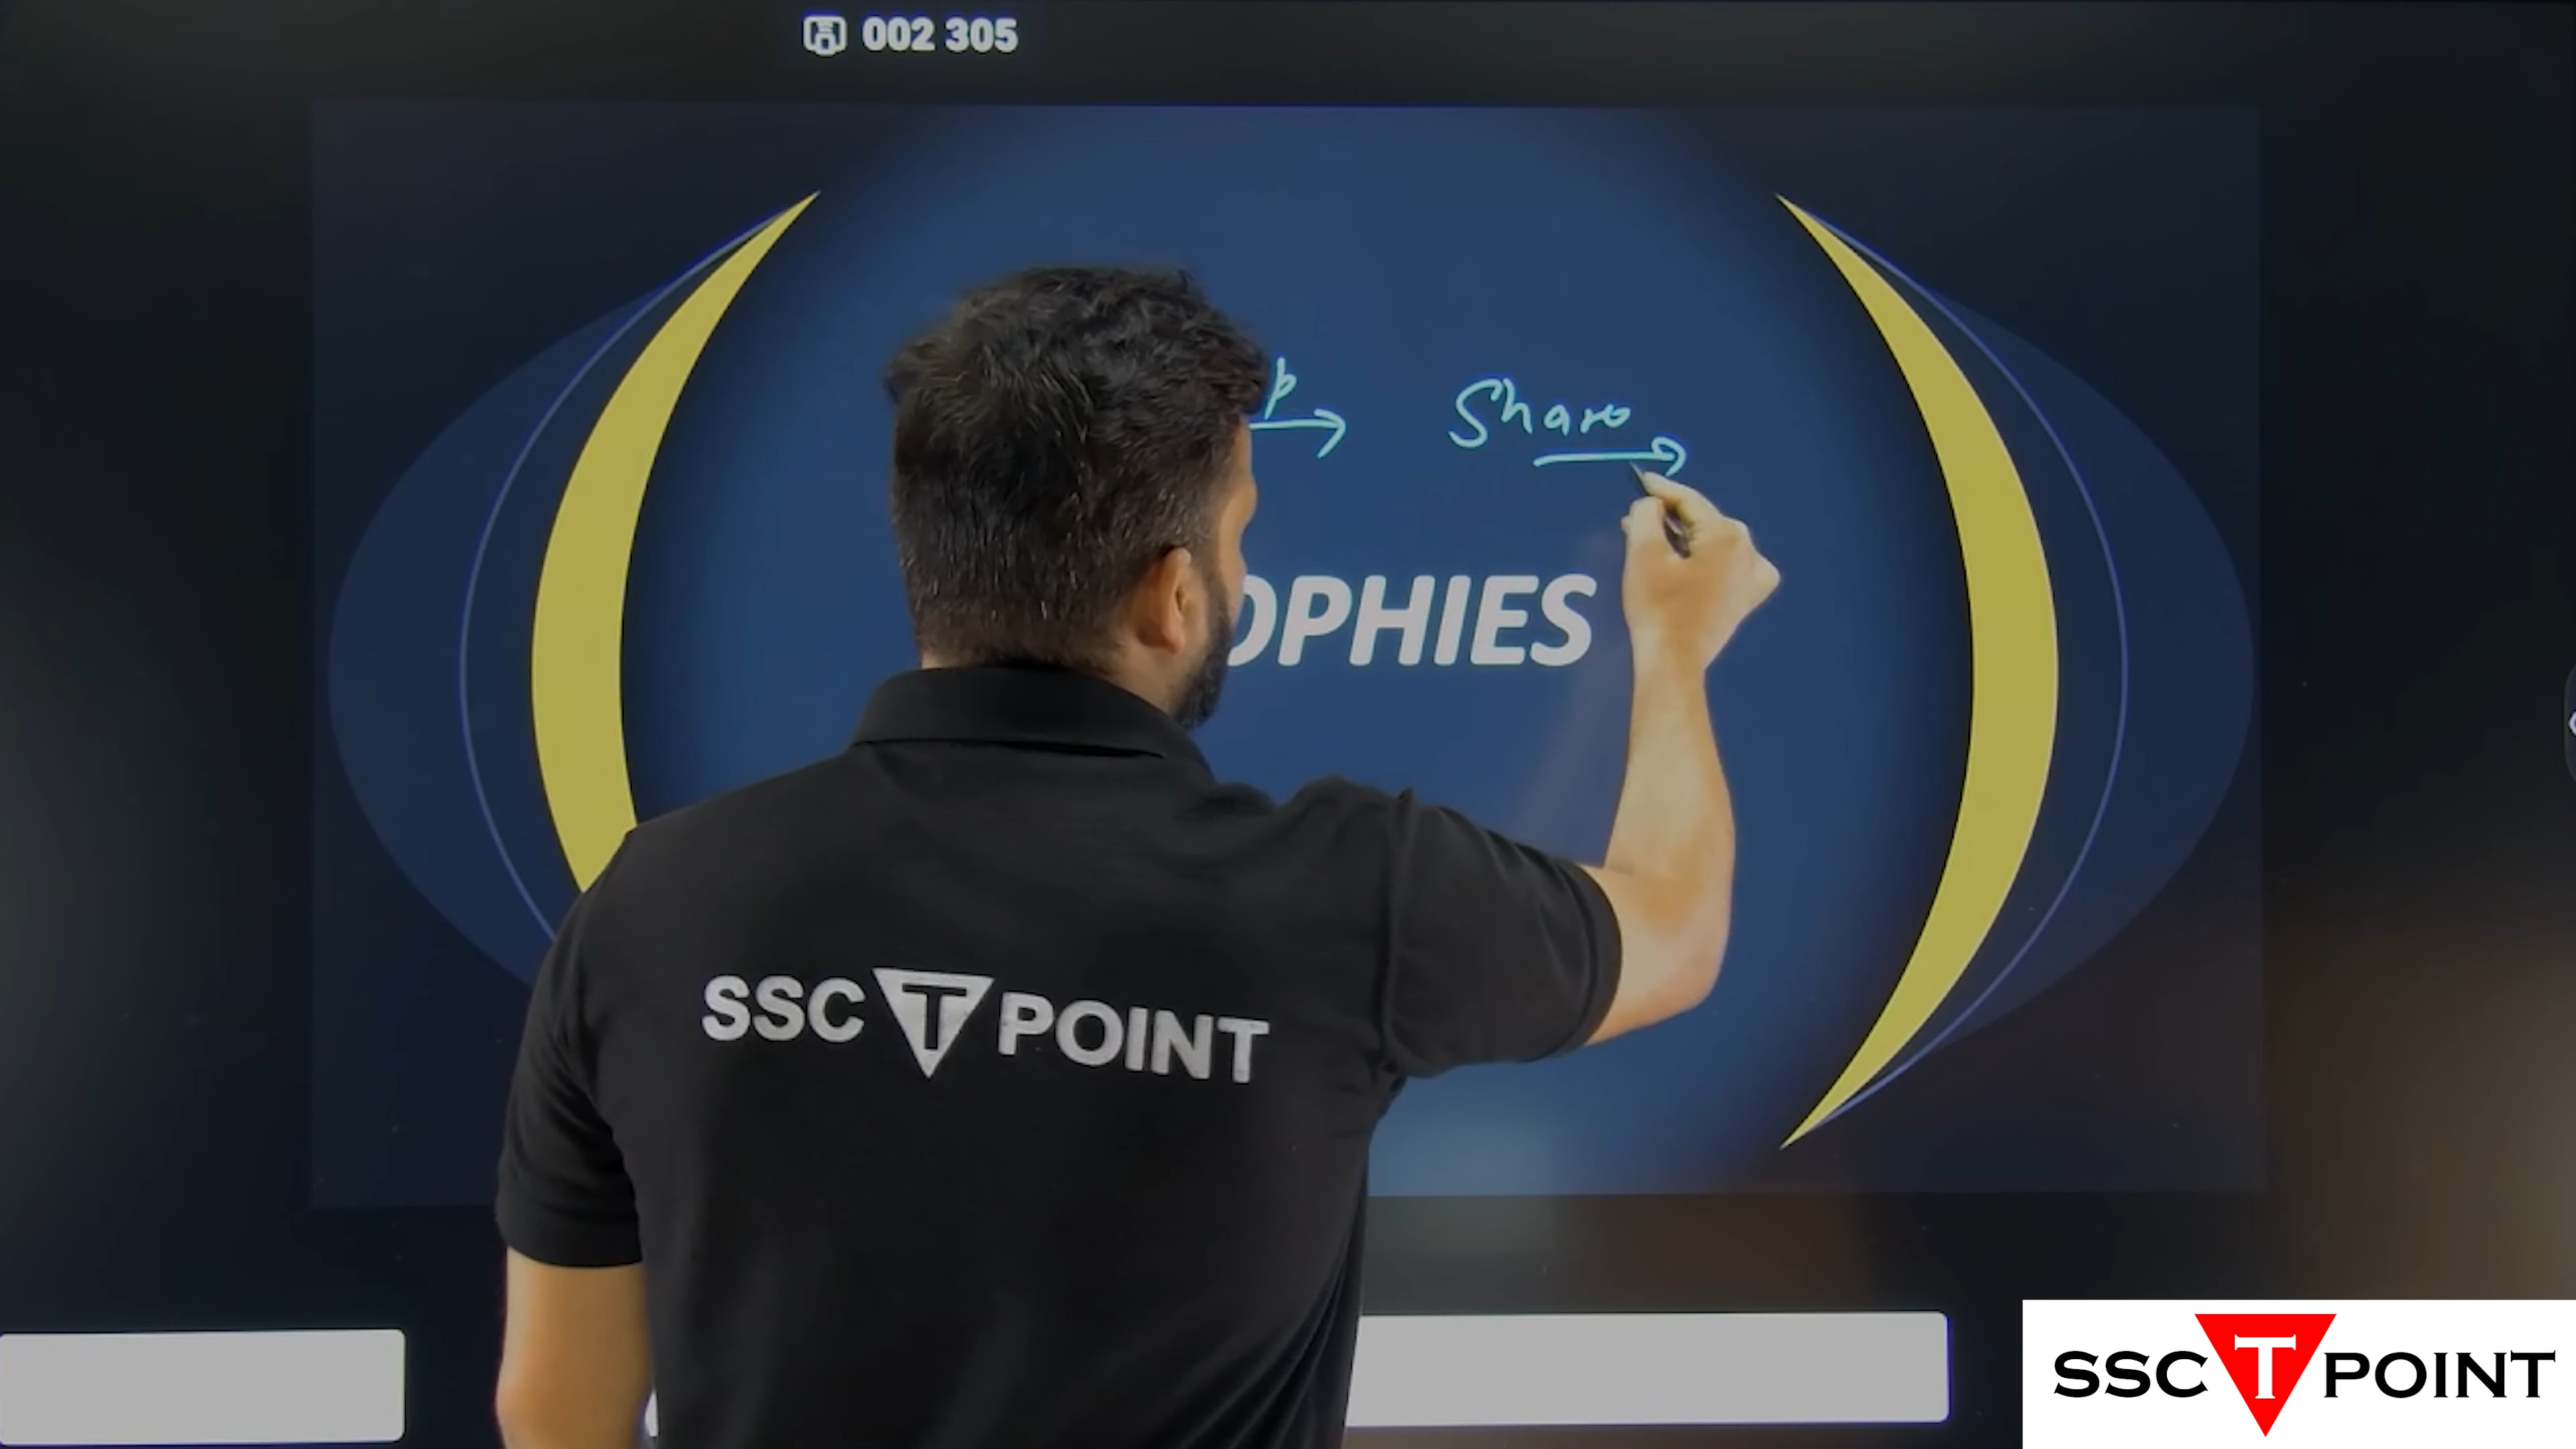 002 305
Share
OPHIES
SSC T POINT
SSC T POINT